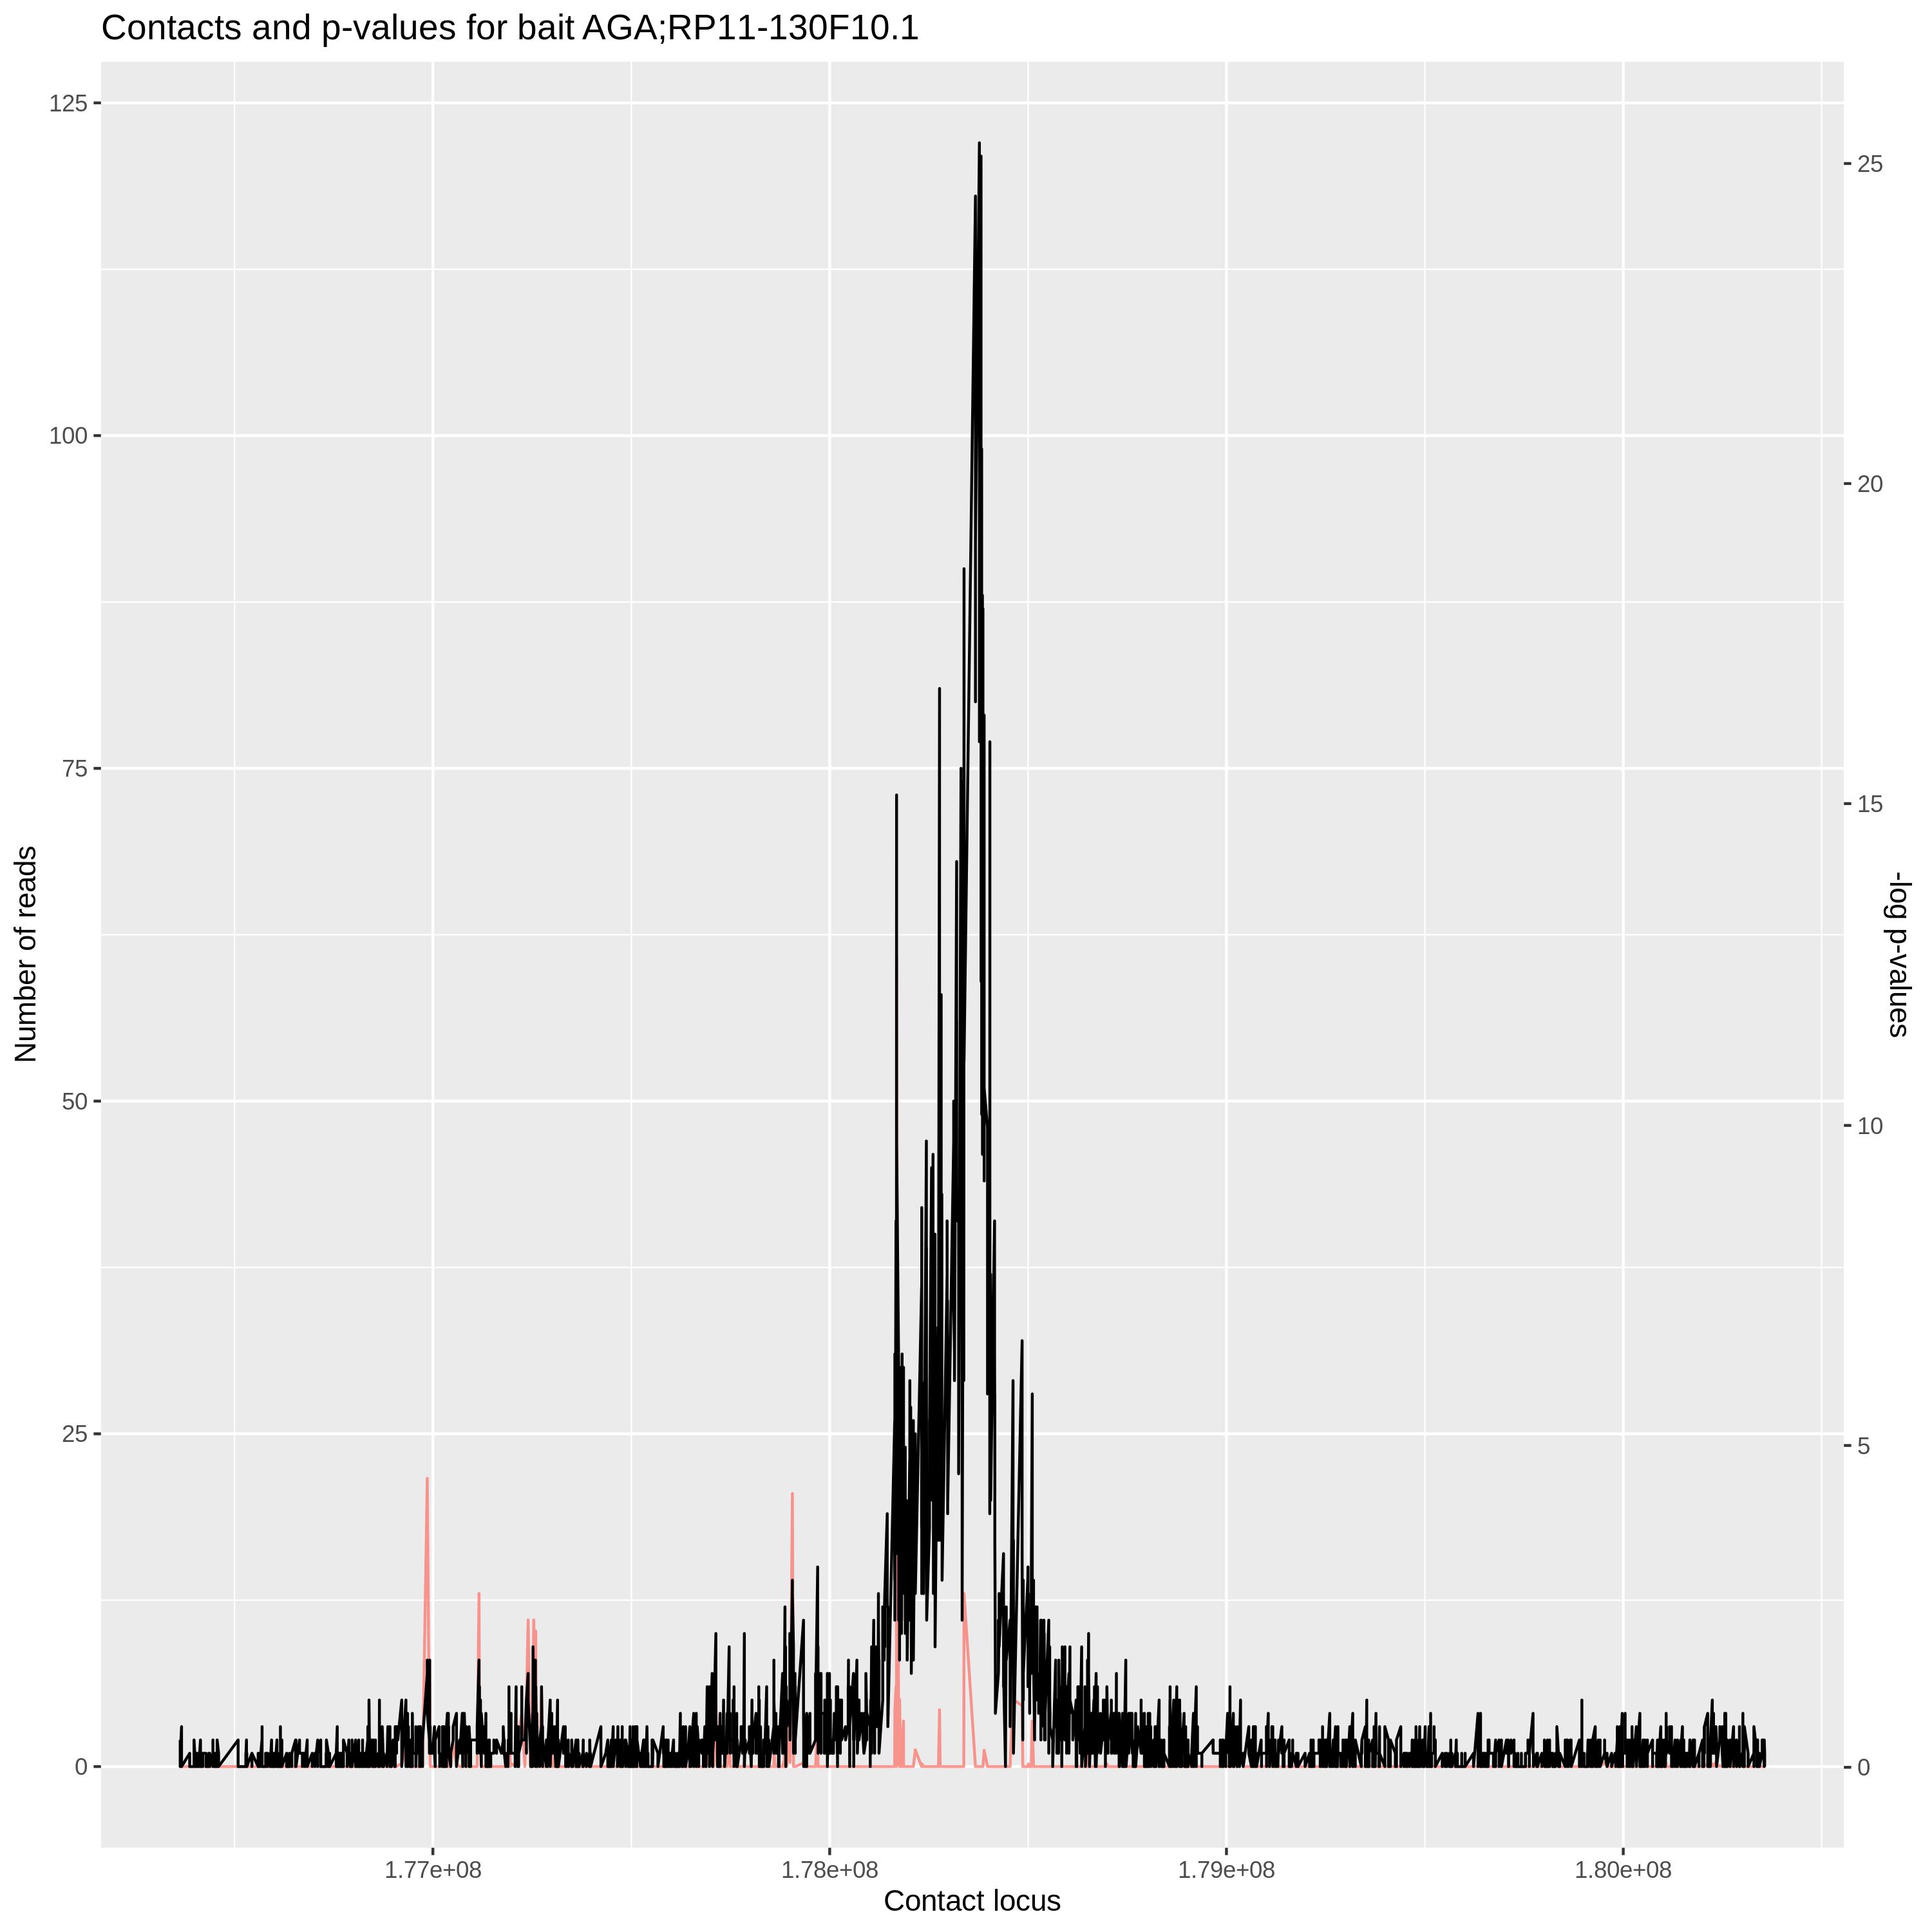 Contacts and p-values for bait AGA;RP11-130F10.1
125
100
75
50
25
0
Number of reads
25
20
15
10
5
0
-log p-values
1.77e+08
1.78e+08
1.79e+08
1.80e+08
Contact locus